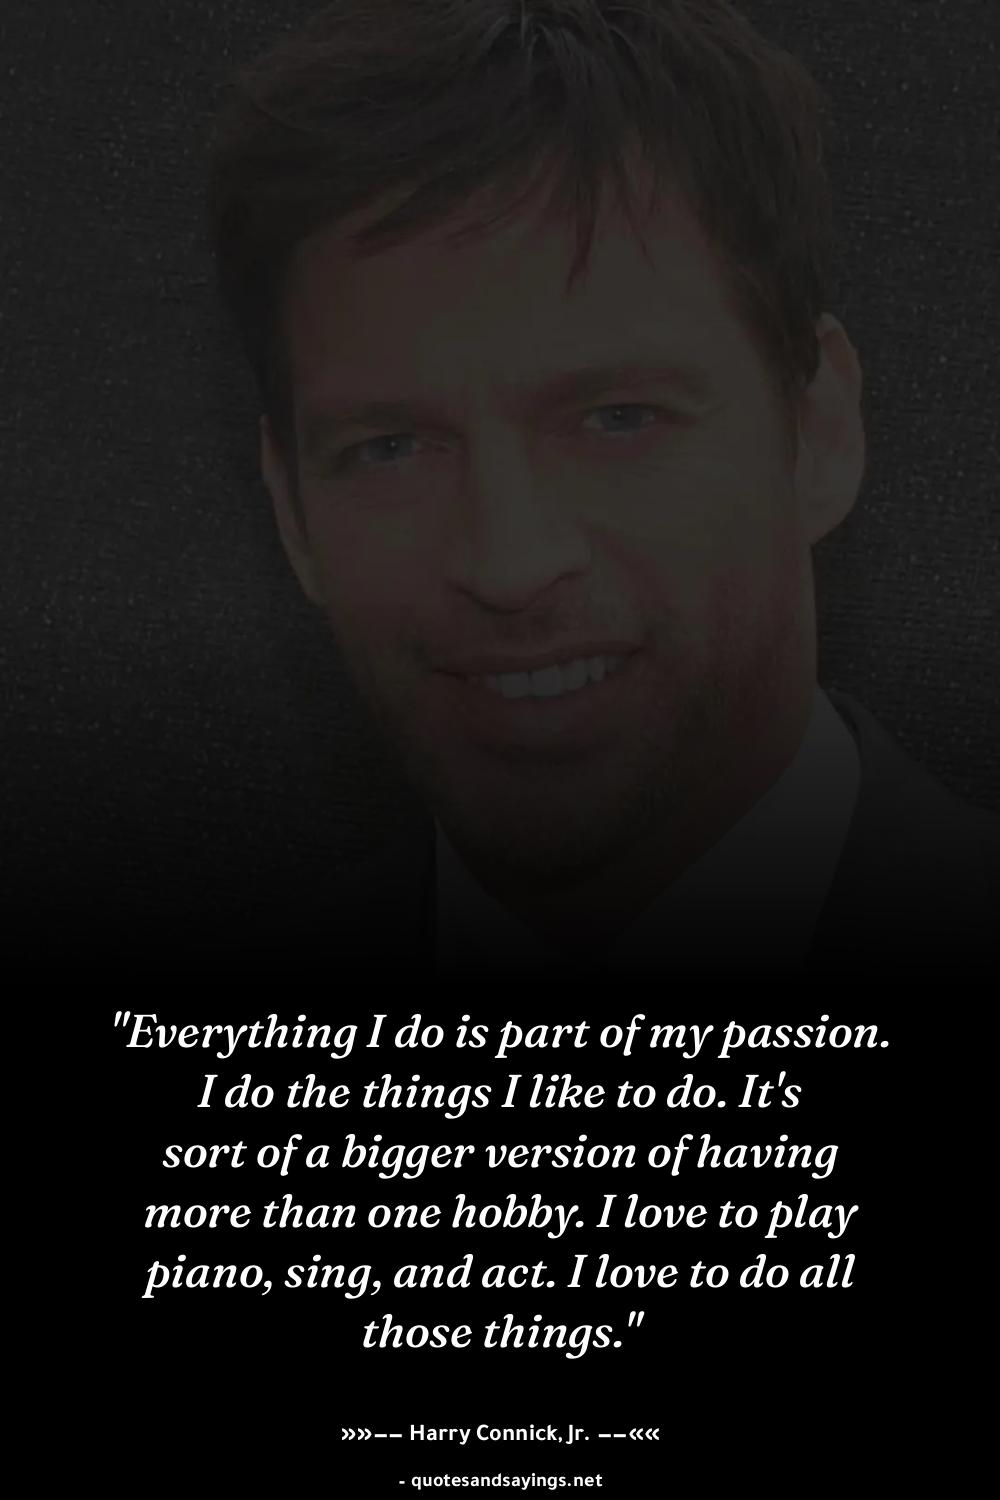 "Everything I do is part of my passion.
I do the things I like to do. It's
sort of a bigger version of having
more than one hobby. I love to play
piano, sing, and act. I love to do all
those things."
»»−− Harry Connick, Jr. −−««
- quotesandsayings.net